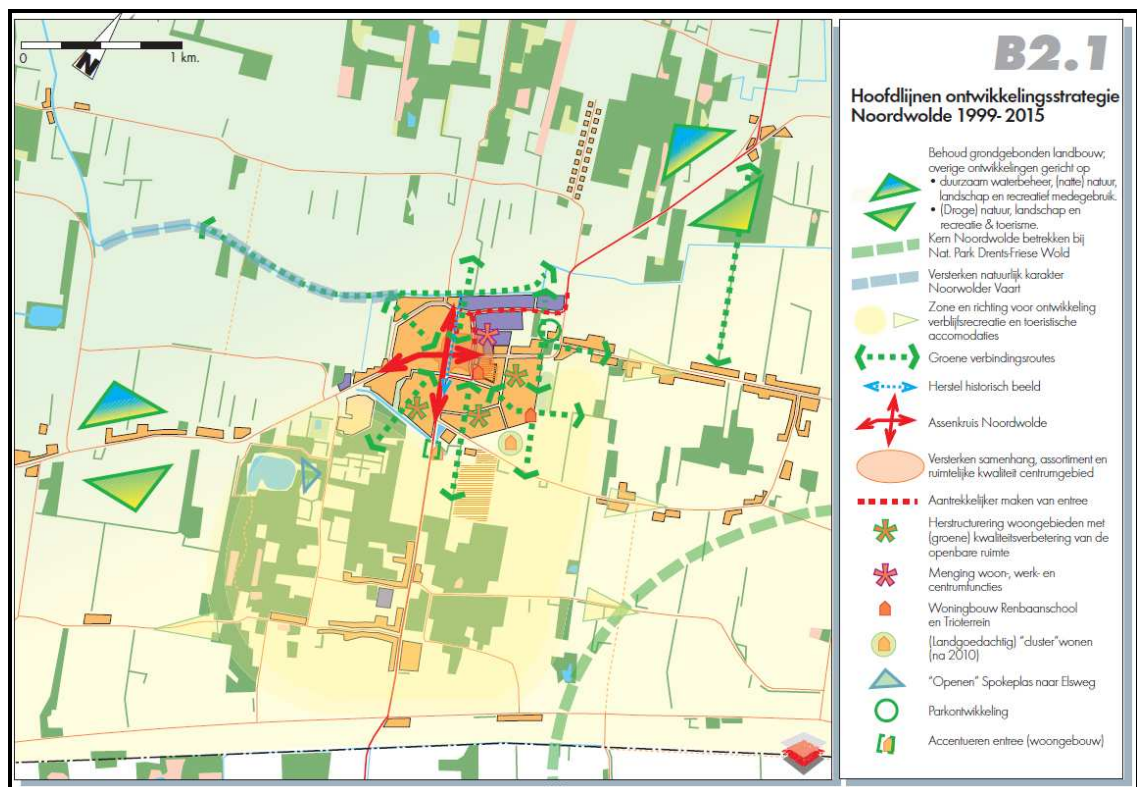 N
0 1 km.
B2.1
Hoofdlijnen ontwikkelingsstrategie
Noordwolde 1999- 2015
Behoud grondgebonden landbouw;
overige ontwikkelingen gericht op
• duurzaam waterbeheer, (natte) natuur,
landschap en recreatief medegebruik.
• (Droge) natuur, landschap en
recreatie & toerisme.
Kern Noordwolde betrekken bij
Nat. Park Drents-Friese Wold
Versterken natuurlijk karakter
Noorwolder Vaart
Zone en richting voor ontwikkeling
verblijfsrecreatie en toeristische
accomodaties
Groene verbindingsroutes
Herstel historisch beeld
Assenkruis Noordwolde
Versterken samenhang, assortiment en
ruimtelijke kwaliteit centrumgebied
Aantrekkelijker maken van entree
Herstructurering woongebieden met
(groene) kwaliteitsverbetering van de
openbare ruimte
Menging woon-, werk- en
centrumfuncties
Woningbouw Renbaanschool
en Trioterrein
(Landgoedachtig) "cluster"wonen
(na 2010)
"Openen" Spokeplas naar Elsweg
Parkontwikkeling
Accentueren entree (woongebouw)